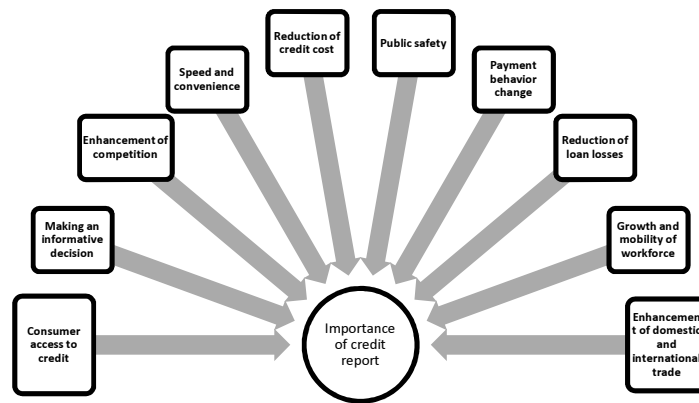 Reduction of
credit cost
Public safety
Speed and
convenience
Payment
behavior
change
Enhancement of
competition
Reduction of
loan losses
Making an
informative
decision
Growth and
mobility of
workforce
Consumer
access to
credit
Importance
of credit
report
Enhancemen
t of domestic
and
international
trade